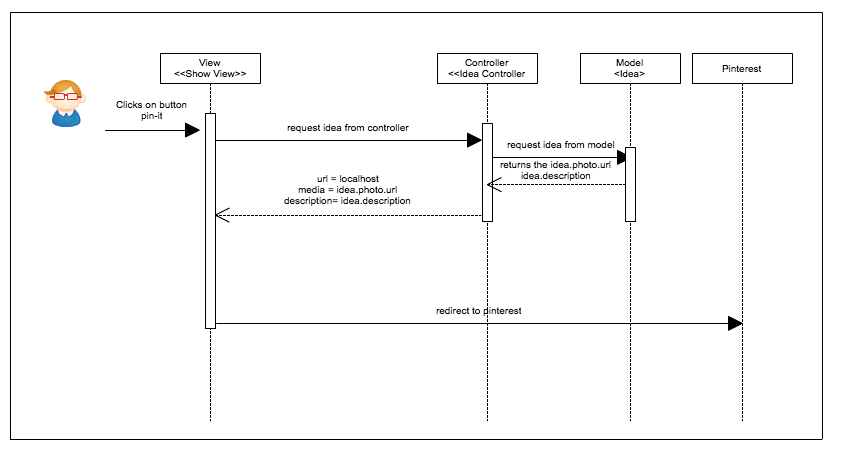 View
<<Show View>>
Controller
<<Idea Controller
Model
<Idea>
Pinterest
Clicks on button
pin-it
request idea from controller
request idea from model
returns the idea.photo.url
idea.description
url = localhost
media = idea.photo.url
description= idea.description
redirect to pinterest